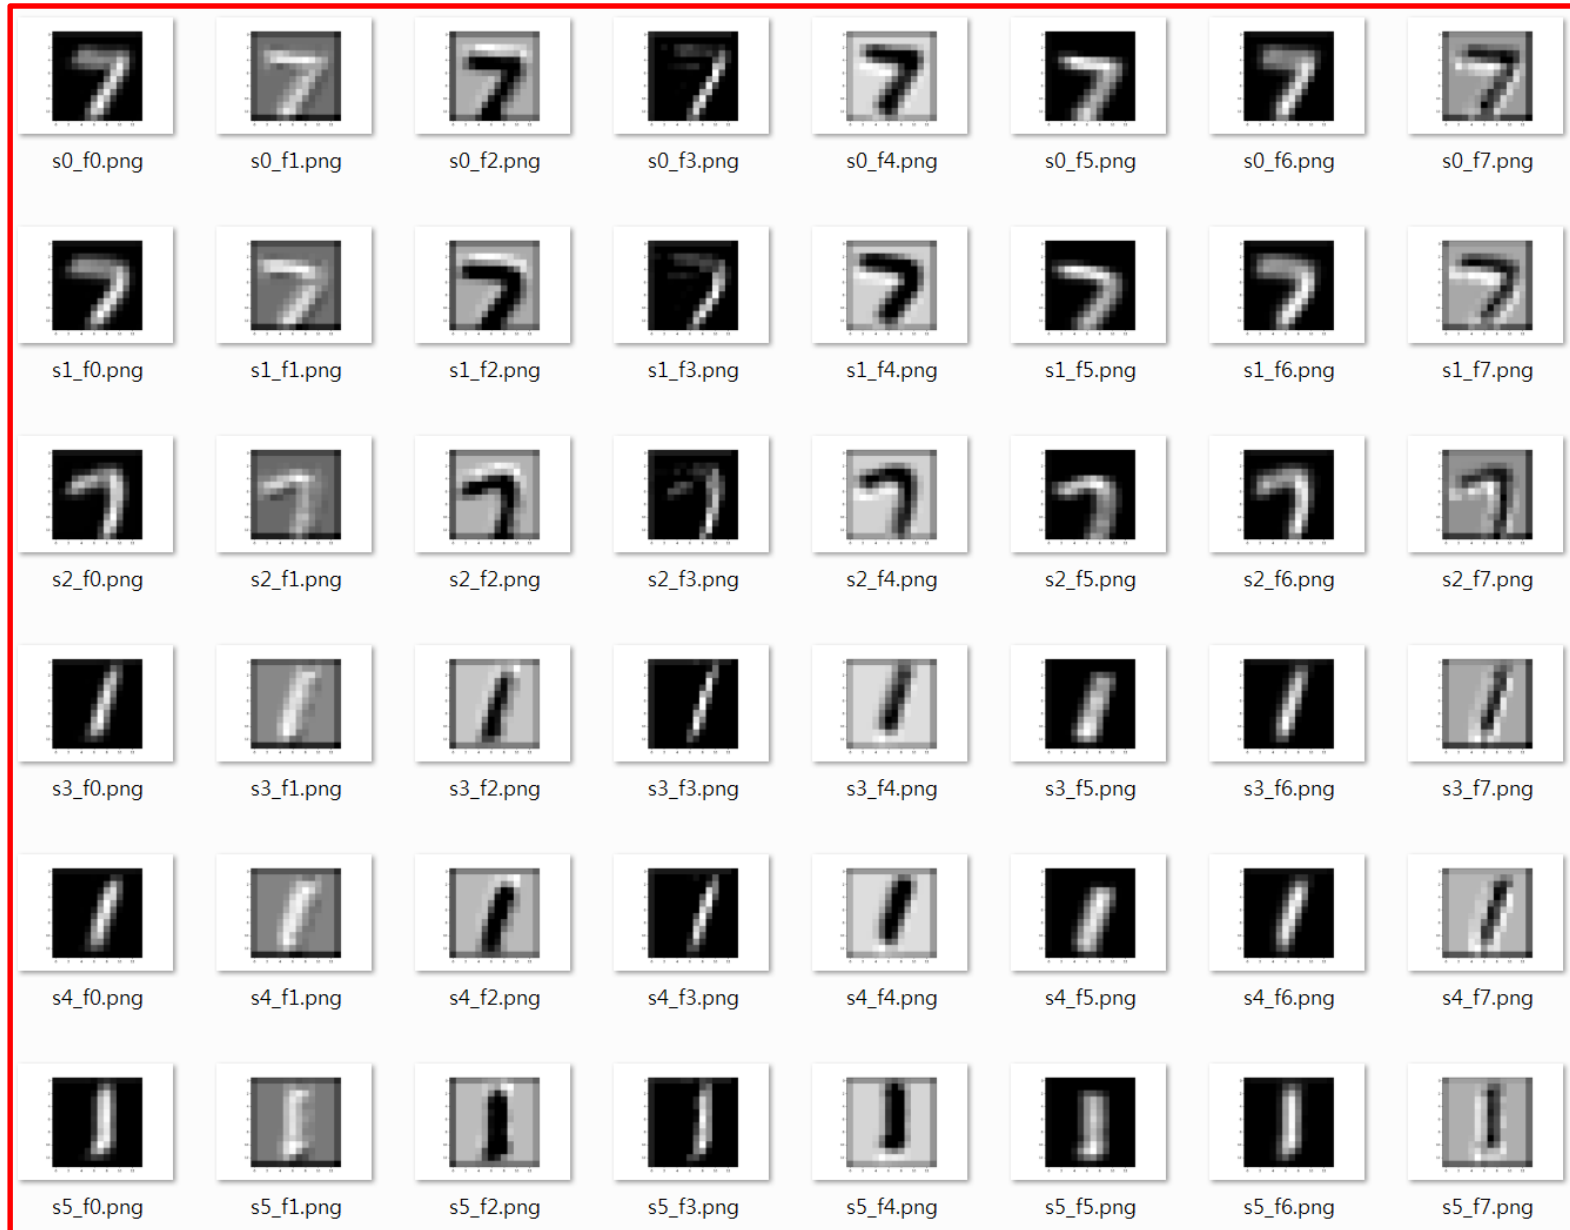 s0_f0.png s0_f1.png s0_f2.png s0_f3.png s0_f4.png s0_f5.png s0_f6.png s0_f7.png
s1_f0.png s1_f1.png s1_f2.png s1_f3.png s1_f4.png s1_f5.png s1_f6.png s1_f7.png
s2_f0.png s2_f1.png s2_f2.png s2_f3.png s2_f4.png s2_f5.png s2_f6.png s2_f7.png
s3_f0.png s3_f1.png s3_f2.png s3_f3.png s3_f4.png s3_f5.png s3_f6.png s3_f7.png
s4_f0.png s4_f1.png s4_f2.png s4_f3.png s4_f4.png s4_f5.png s4_f6.png s4_f7.png
s5_f0.png s5_f1.png s5_f2.png s5_f3.png s5_f4.png s5_f5.png s5_f6.png s5_f7.png